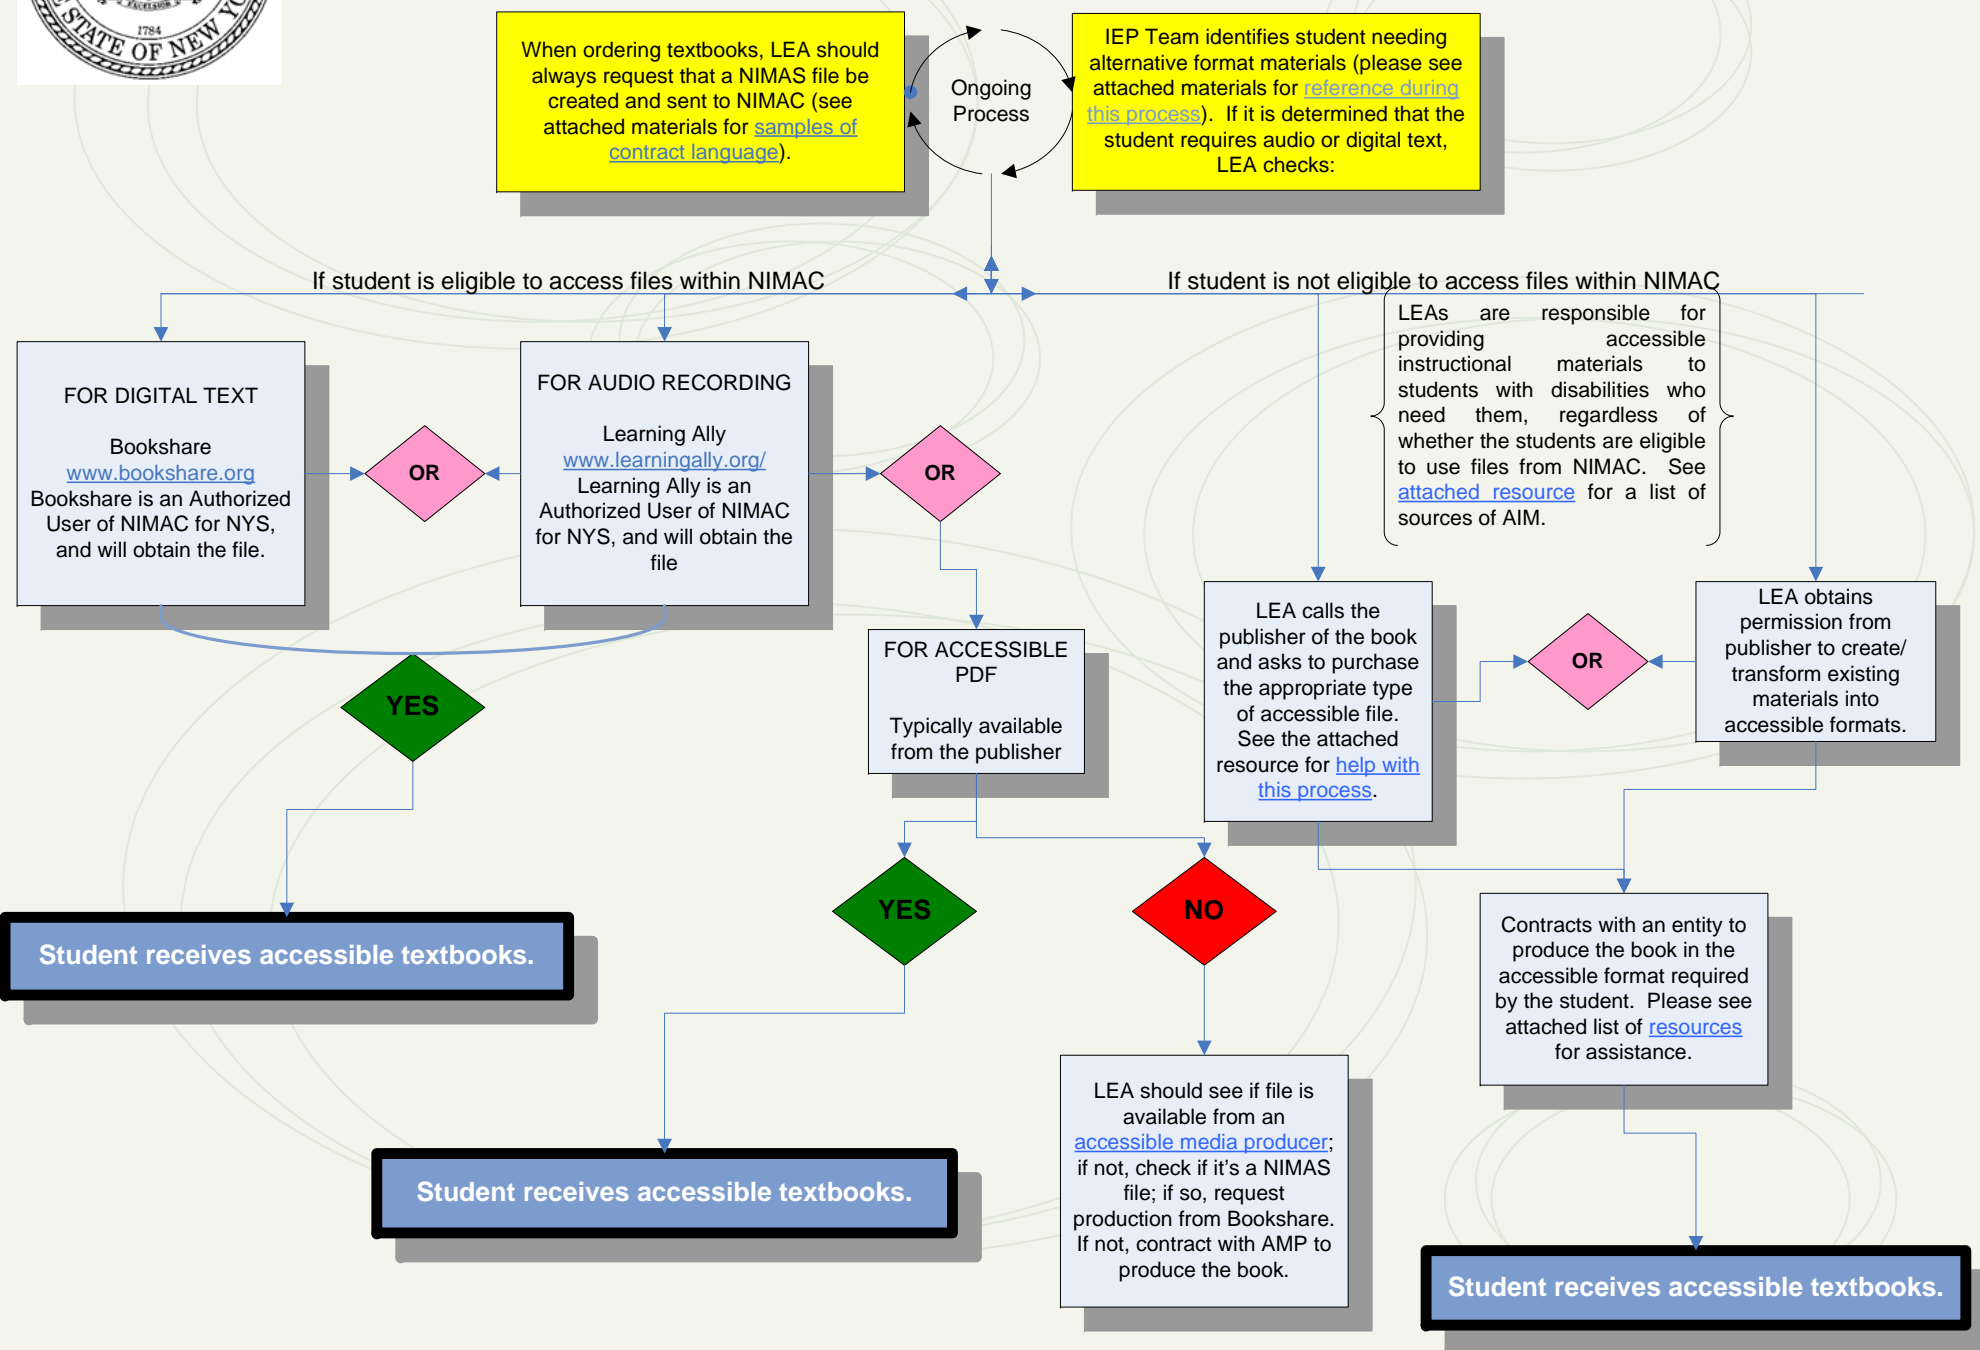 EXCELSIOR
1784
STATE OF NEW YO
When ordering textbooks, LEA should
always request that a NIMAS file be
created and sent to NIMAC (see
attached materials for samples of
contract language).
Ongoing
Process
IEP Team identifies student needing
alternative format materials (please see
attached materials for reference during
this process). If it is determined that the
student requires audio or digital text,
LEA checks:
If student is eligible to access files within NIMAC
If student is not eligible to access files within NIMAC
LEAs are responsible for
providing accessible
instructional materials to
students with disabilities who
need them, regardless of
whether the students are eligible
to use files from NIMAC. See
attached resource for a list of
sources of AIM.
FOR DIGITAL TEXT
Bookshare
www.bookshare.org
Bookshare is an Authorized
User of NIMAC for NYS,
and will obtain the file.
OR
FOR AUDIO RECORDING
Learning Ally
www.learningally.org/
Learning Ally is an
Authorized User of NIMAC
for NYS, and will obtain the
file
OR
FOR ACCESSIBLE
PDF
Typically available
from the publisher
LEA calls the
publisher of the book
and asks to purchase
the appropriate type
of accessible file.
See the attached
resource for help with
this process.
OR
LEA obtains
permission from
publisher to create/
transform existing
materials into
accessible formats.
YES
YES
NO
Student receives accessible textbooks.
Contracts with an entity to
produce the book in the
accessible format required
by the student. Please see
attached list of resources
for assistance.
Student receives accessible textbooks.
LEA should see if file is
available from an
accessible media producer;
if not, check if it's a NIMAS
file; if so, request
production from Bookshare.
If not, contract with AMP to
produce the book.
Student receives accessible textbooks.